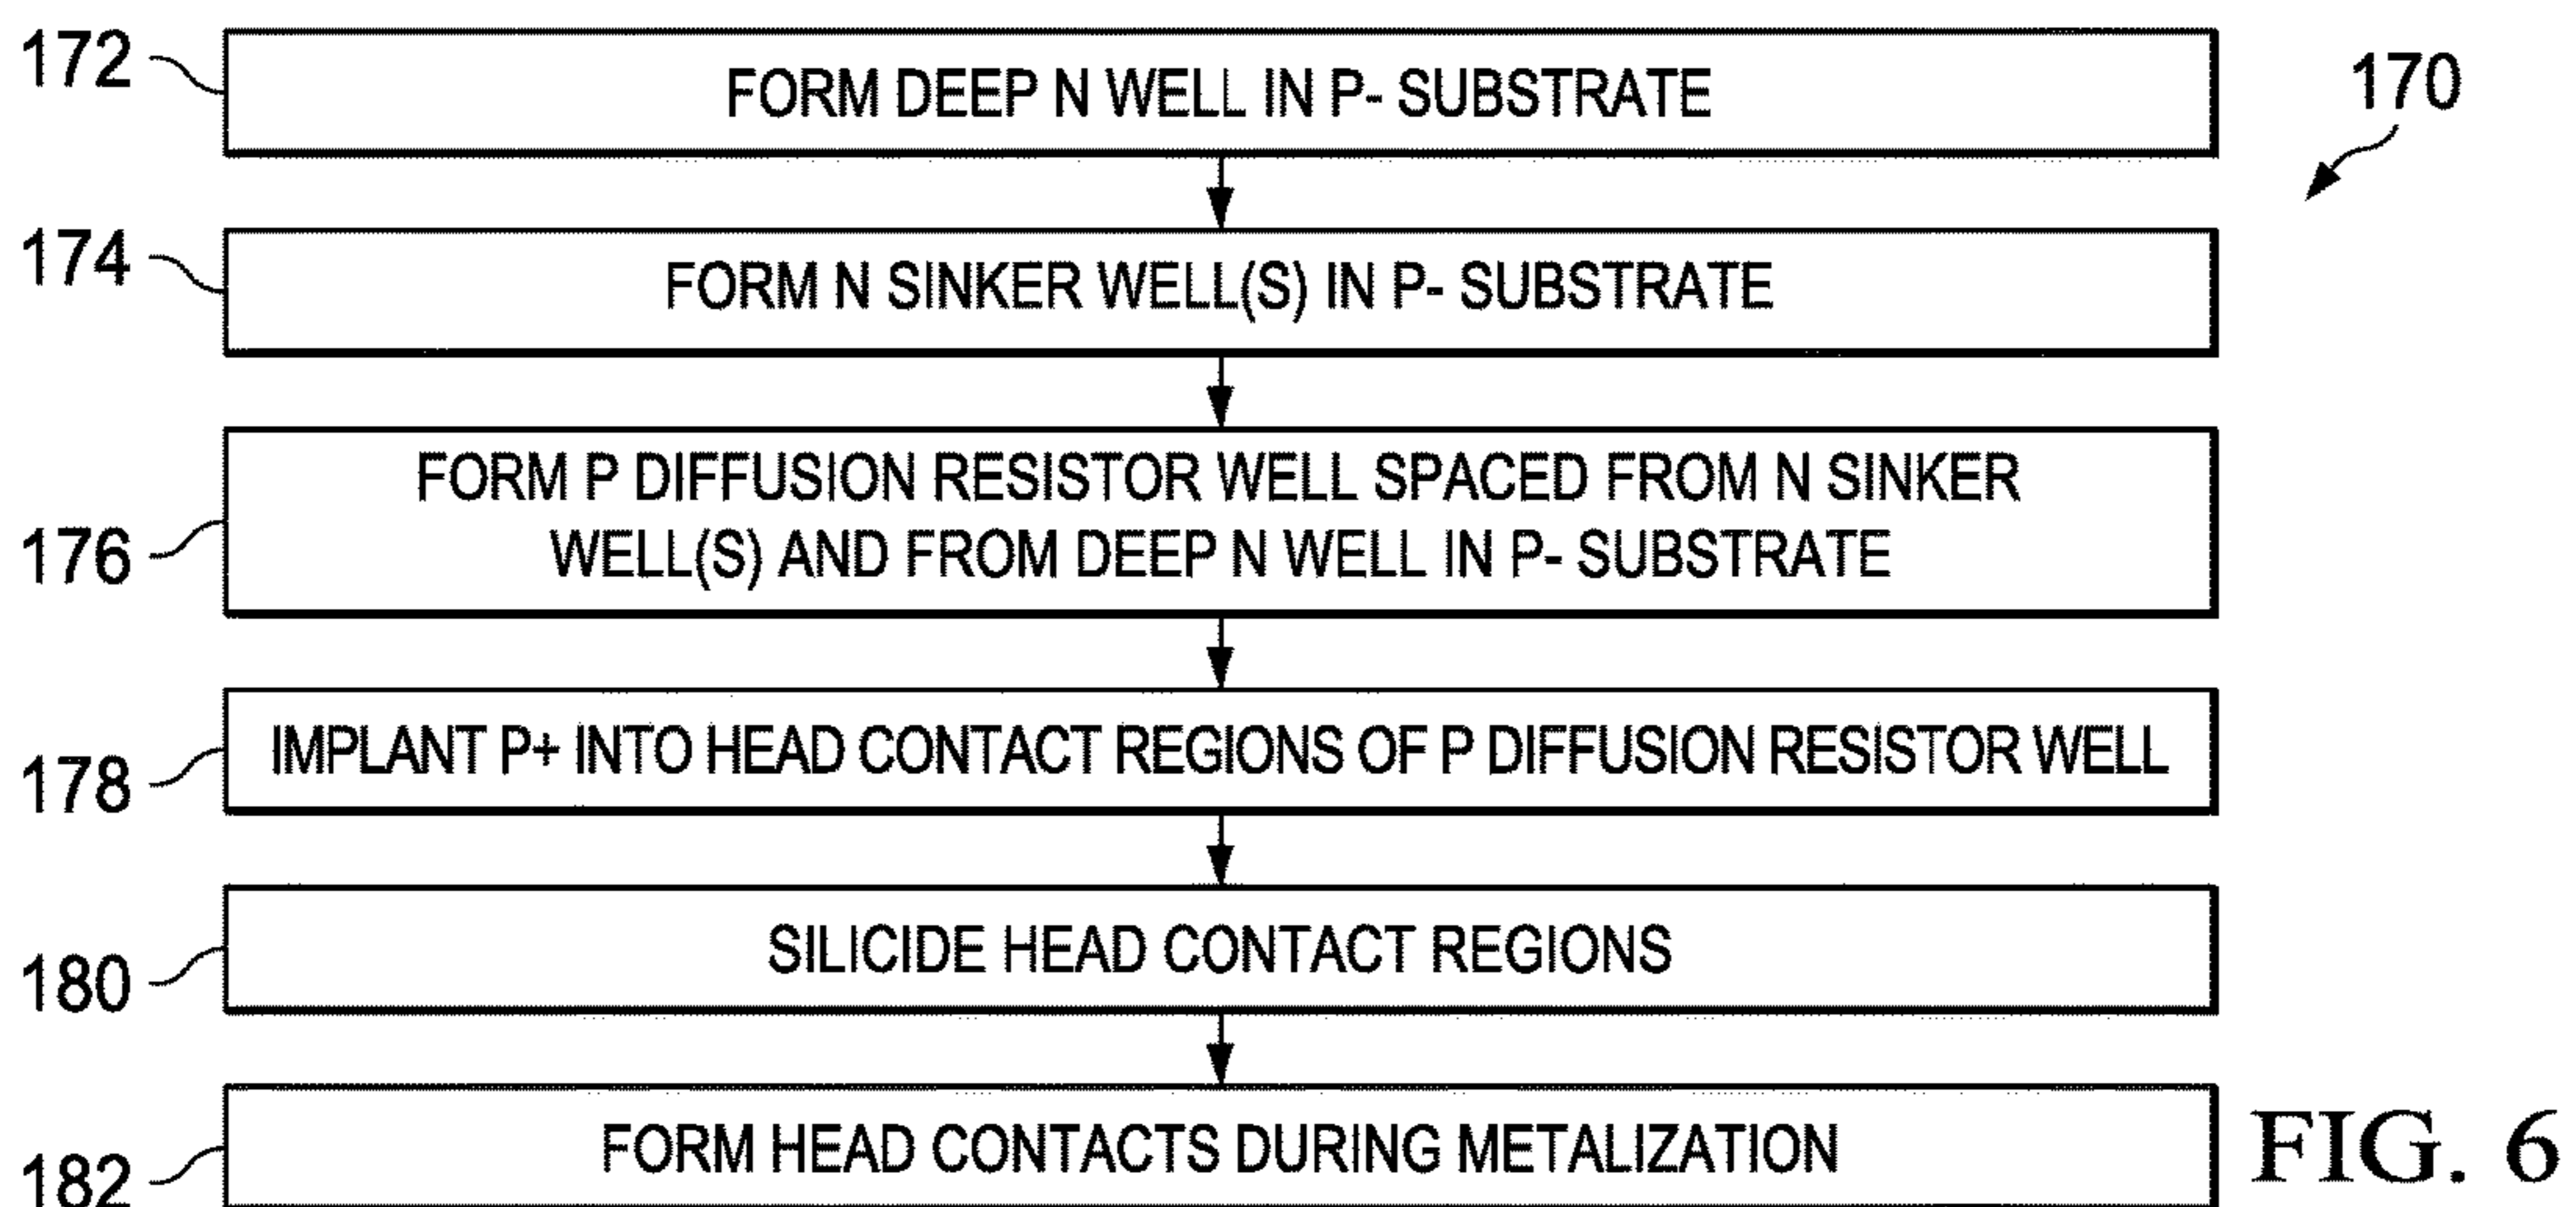 172
FORM DEEP N WELL IN P- SUBSTRATE
170
174
FORM N SINKER WELL(S) IN P- SUBSTRATE
176
FORM P DIFFUSION RESISTOR WELL SPACED FROM N SINKER
WELL(S) AND FROM DEEP N WELL IN P- SUBSTRATE
178
IMPLANT P+ INTO HEAD CONTACT REGIONS OF P DIFFUSION RESISTOR WELL
180
SILICIDE HEAD CONTACT REGIONS
182
FORM HEAD CONTACTS DURING METALIZATION
FIG. 6